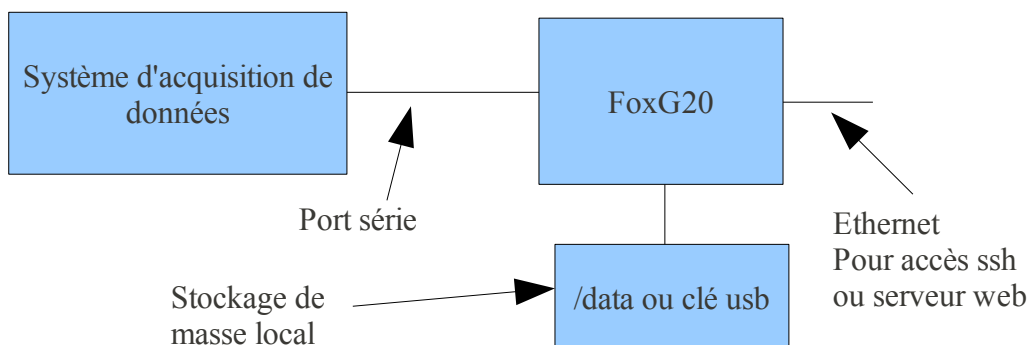 Système d'acquisition de
données
FoxG20
Port série
Ethernet
Pour accès ssh
ou serveur web
/data ou clé usb
Stockage de
masse local